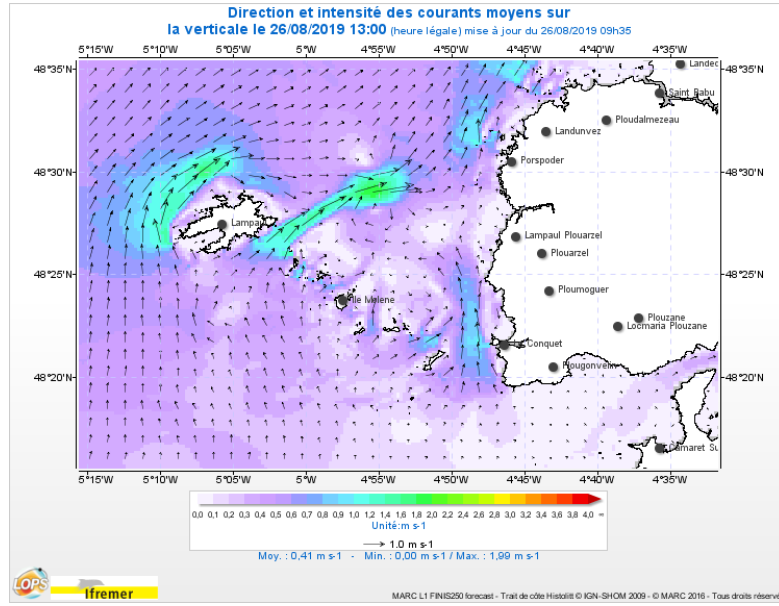 Direction et intensité des courants moyens sur
la verticale le 26/08/2019 13:00 (heure légale) mise à jour du 26/08/2019 09h35
5°15'W 5°10'W 5°05'W 5°00'W 4°55'W 4°50'W 4°45'W 4°40'W 4°35'W
48°35'N 48°35'N
Landec
Saint Babu
Ploudalmezeau
Landunvez
48°30'N 48°30'N
Porspoder
Lampaul
Lampaul Plouarzel
Plouarzel
48°25'N 48°25'N
Ploumoguer
Ile Molene
Plouzane
Locmaria Plouzane
Conquet
48°20'N 48°20'N
Plougonvelin
Camaret Su
5°15'W 5°10'W 5°05'W 5°00'W 4°55'W 4°50'W 4°45'W 4°40'W 4°35'W
0,0 0,1 0,2 0,3 0,4 0,5 0,6 0,7 0,8 0,9 1,0 1,2 1,4 1,6 1,8 2,0 2,2 2,4 2,6 2,8 3,0 3,2 3,4 3,6 3,8 4,0 ∞
Unité:m s-1
1.0 m s-1
Moy. : 0,41 m s-1 - Min. : 0,00 m s-1 / Max. : 1,99 m s-1
LOPS
Ifremer
MARC L1 FINIS250 forecast - Trait de côte Histolitt © IGN-SHOM 2009 - © MARC 2016 - Tous droits réserve